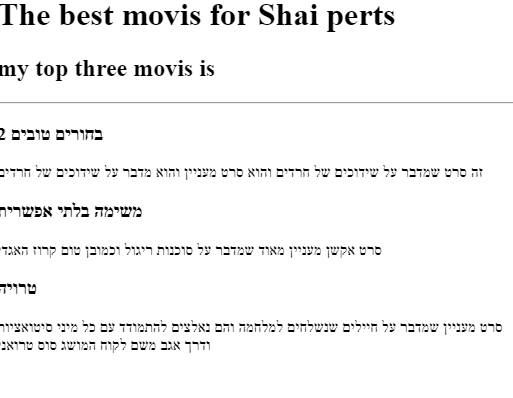 The best movis for Shai perts
my top three movis is
בחורים טובים 2
זה סרט שמדבר על שידוכים של חרדים והוא סרט מעניין והוא מדבר על שידוכים של חרדים
משימה בלתי אפשרית
סרט אקשן מעניין מאוד שמדבר על סוכנות ריגול וכמובן טום קרוז האגדי
טרויה
סרט מעניין שמדבר על חיילים שנשלחים למלחמה והם נאלצים להתמודד עם כל מיני סיטואציות
ודרך אגב משם לקוח המושג סוס טרואני